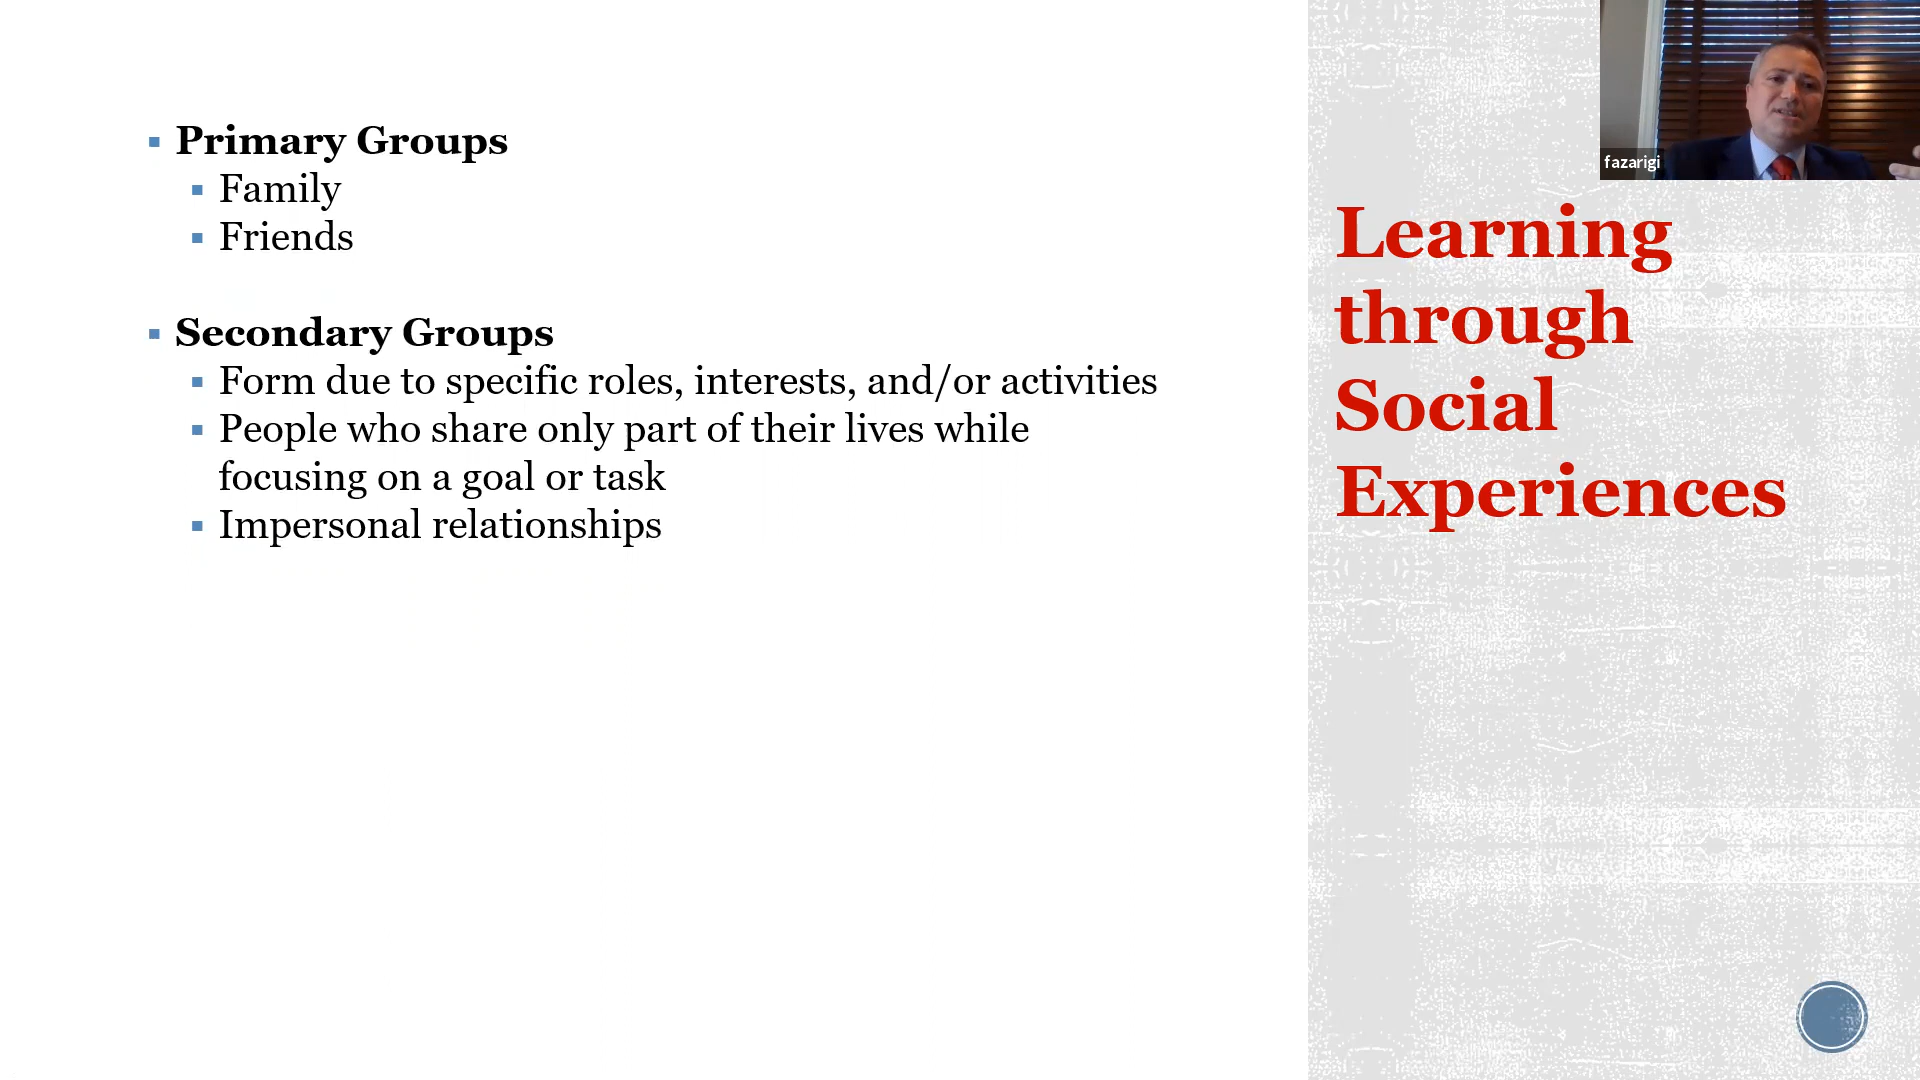 Primary Groups
Family
Friends
Secondary Groups
Form due to specific roles, interests, and/or activities
People who share only part of their lives while
focusing on a goal or task
Impersonal relationships
fazarigi
Learning
through
Social
Experiences